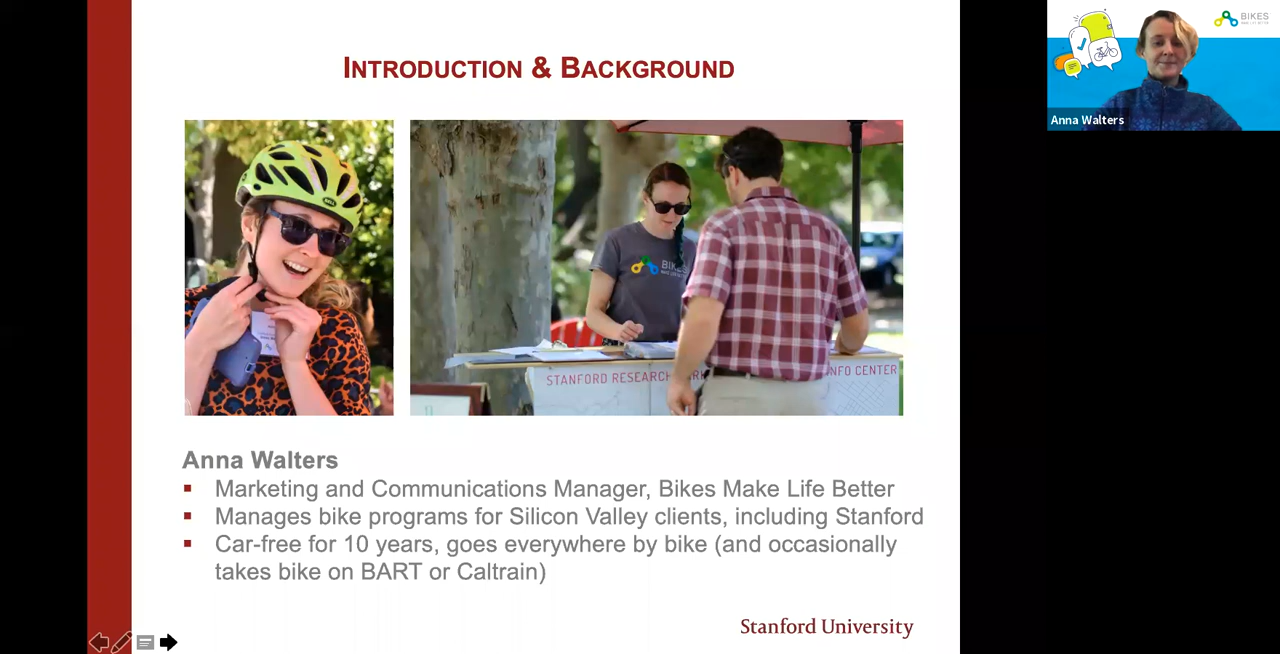 INTRODUCTION & BACKGROUND
BIKES
Anna Walters
BELL
BIKES
STANFORD RESEARCH
INFO CENTER
Anna Walters
Marketing and Communications Manager, Bikes Make Life Better
Manages bike programs for Silicon Valley clients, including Stanford
Car-free for 10 years, goes everywhere by bike (and occasionally
takes bike on BART or Caltrain)
Stanford University